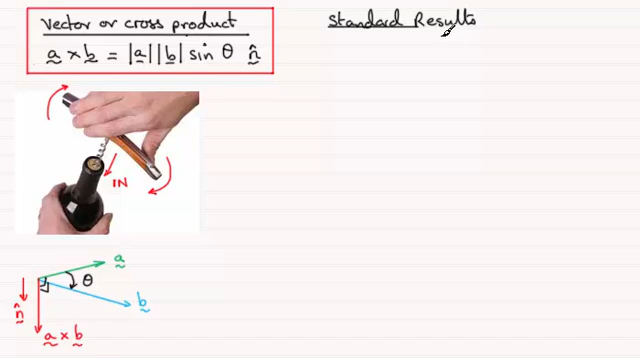 Vector or cross product
a × b = |a||b| sin θ n̂
Standard Results
IN
a
θ
b
n̂
a × b